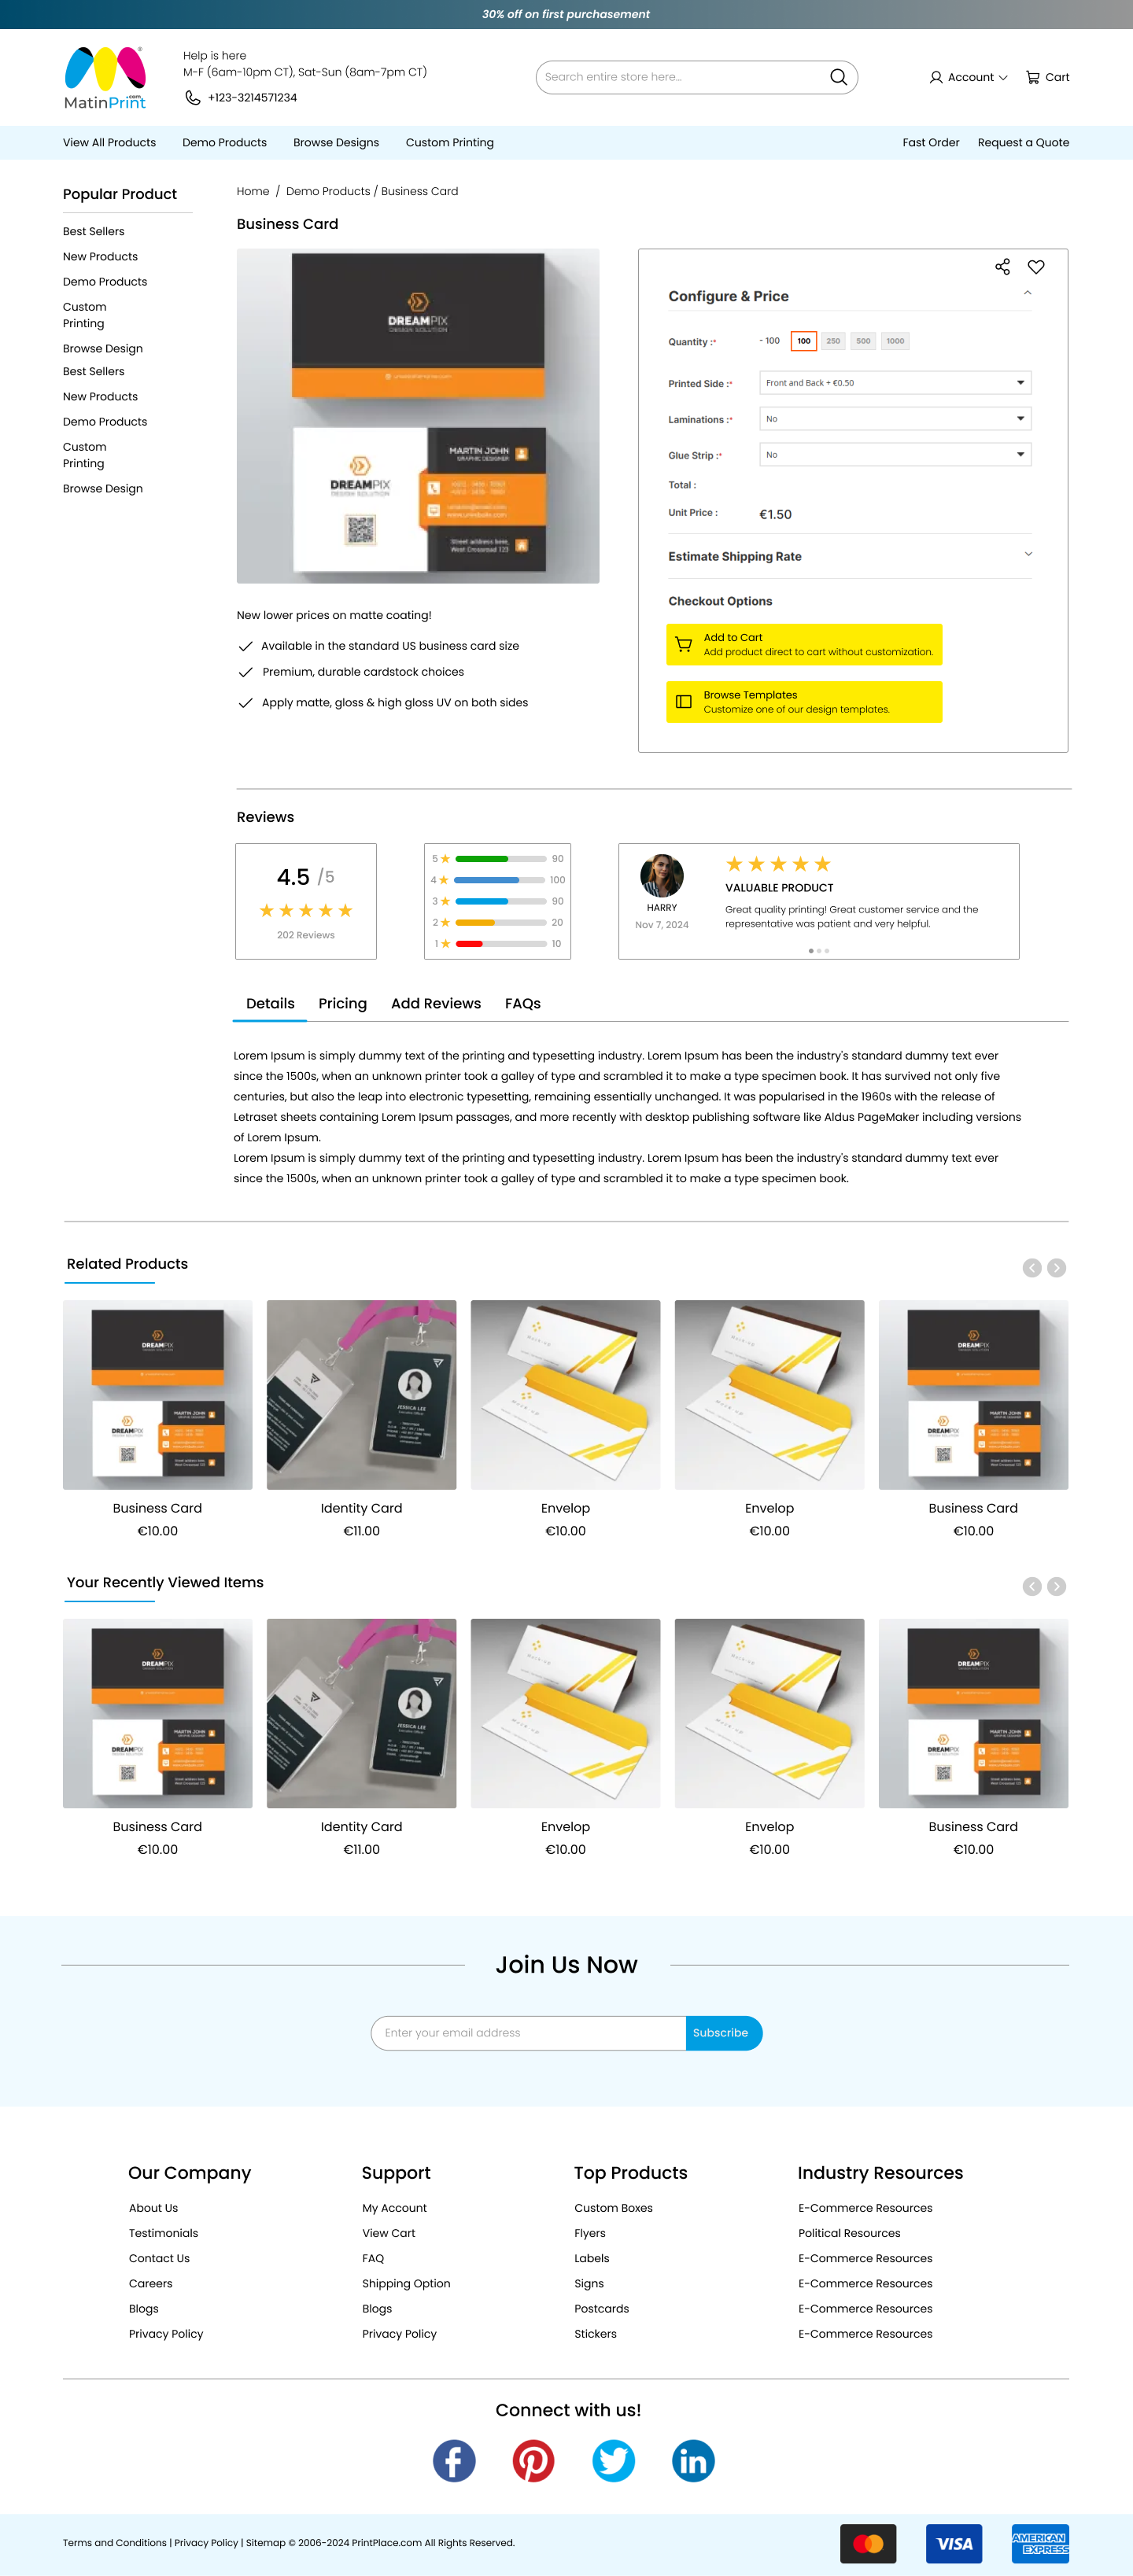 30% off on first purchasement
MatinPrint
.com
Help is here
M-F (6am-10pm CT), Sat-Sun (8am-7pm CT)
+123-3214571234
Search entire store here...
Account
Cart
View All Products
Demo Products
Browse Designs
Custom Printing
Fast Order
Request a Quote
Popular Product
Best Sellers
New Products
Demo Products
Custom
Printing
Browse Design
Best Sellers
New Products
Demo Products
Custom
Printing
Browse Design
Home / Demo Products / Business Card
Business Card
DREAMPIX
DESIGN SOLUTION
MARTIN JOHN
GRAPHIC DESIGNER
DREAMPIX
DESIGN SOLUTION
Street address here,
West Crossroad 123
New lower prices on matte coating!
Available in the standard US business card size
Premium, durable cardstock choices
Apply matte, gloss & high gloss UV on both sides
Configure & Price
Quantity :* - 100 100 250 500 1000
Printed Side :* Front and Back + €0.50
Laminations :* No
Glue Strip :* No
Total :
Unit Price : €1.50
Estimate Shipping Rate
Checkout Options
Add to Cart
Add product direct to cart without customization.
Browse Templates
Customize one of our design templates.
Reviews
4.5 /5
202 Reviews
5 90
4 100
3 90
2 20
1 10
HARRY
Nov 7, 2024
VALUABLE PRODUCT
Great quality printing! Great customer service and the
representative was patient and very helpful.
Details
Pricing
Add Reviews
FAQs
Lorem Ipsum is simply dummy text of the printing and typesetting industry. Lorem Ipsum has been the industry's standard dummy text ever
since the 1500s, when an unknown printer took a galley of type and scrambled it to make a type specimen book. It has survived not only five
centuries, but also the leap into electronic typesetting, remaining essentially unchanged. It was popularised in the 1960s with the release of
Letraset sheets containing Lorem Ipsum passages, and more recently with desktop publishing software like Aldus PageMaker including versions
of Lorem Ipsum.
Lorem Ipsum is simply dummy text of the printing and typesetting industry. Lorem Ipsum has been the industry's standard dummy text ever
since the 1500s, when an unknown printer took a galley of type and scrambled it to make a type specimen book.
Related Products
DREAMPIX
MARTIN JOHN
DREAMPIX
JESSICA LEE
DREAMPIX
MARTIN JOHN
DREAMPIX
Business Card
Identity Card
Envelop
Envelop
Business Card
€10.00
€11.00
€10.00
€10.00
€10.00
Your Recently Viewed Items
DREAMPIX
MARTIN JOHN
DREAMPIX
JESSICA LEE
DREAMPIX
MARTIN JOHN
DREAMPIX
Business Card
Identity Card
Envelop
Envelop
Business Card
€10.00
€11.00
€10.00
€10.00
€10.00
Join Us Now
Enter your email address
Subscribe
Our Company
About Us
Testimonials
Contact Us
Careers
Blogs
Privacy Policy
Support
My Account
View Cart
FAQ
Shipping Option
Blogs
Privacy Policy
Top Products
Custom Boxes
Flyers
Labels
Signs
Postcards
Stickers
Industry Resources
E-Commerce Resources
Political Resources
E-Commerce Resources
E-Commerce Resources
E-Commerce Resources
E-Commerce Resources
Connect with us!
Terms and Conditions | Privacy Policy | Sitemap © 2006-2024 PrintPlace.com All Rights Reserved.
VISA
AMERICAN
EXPRESS